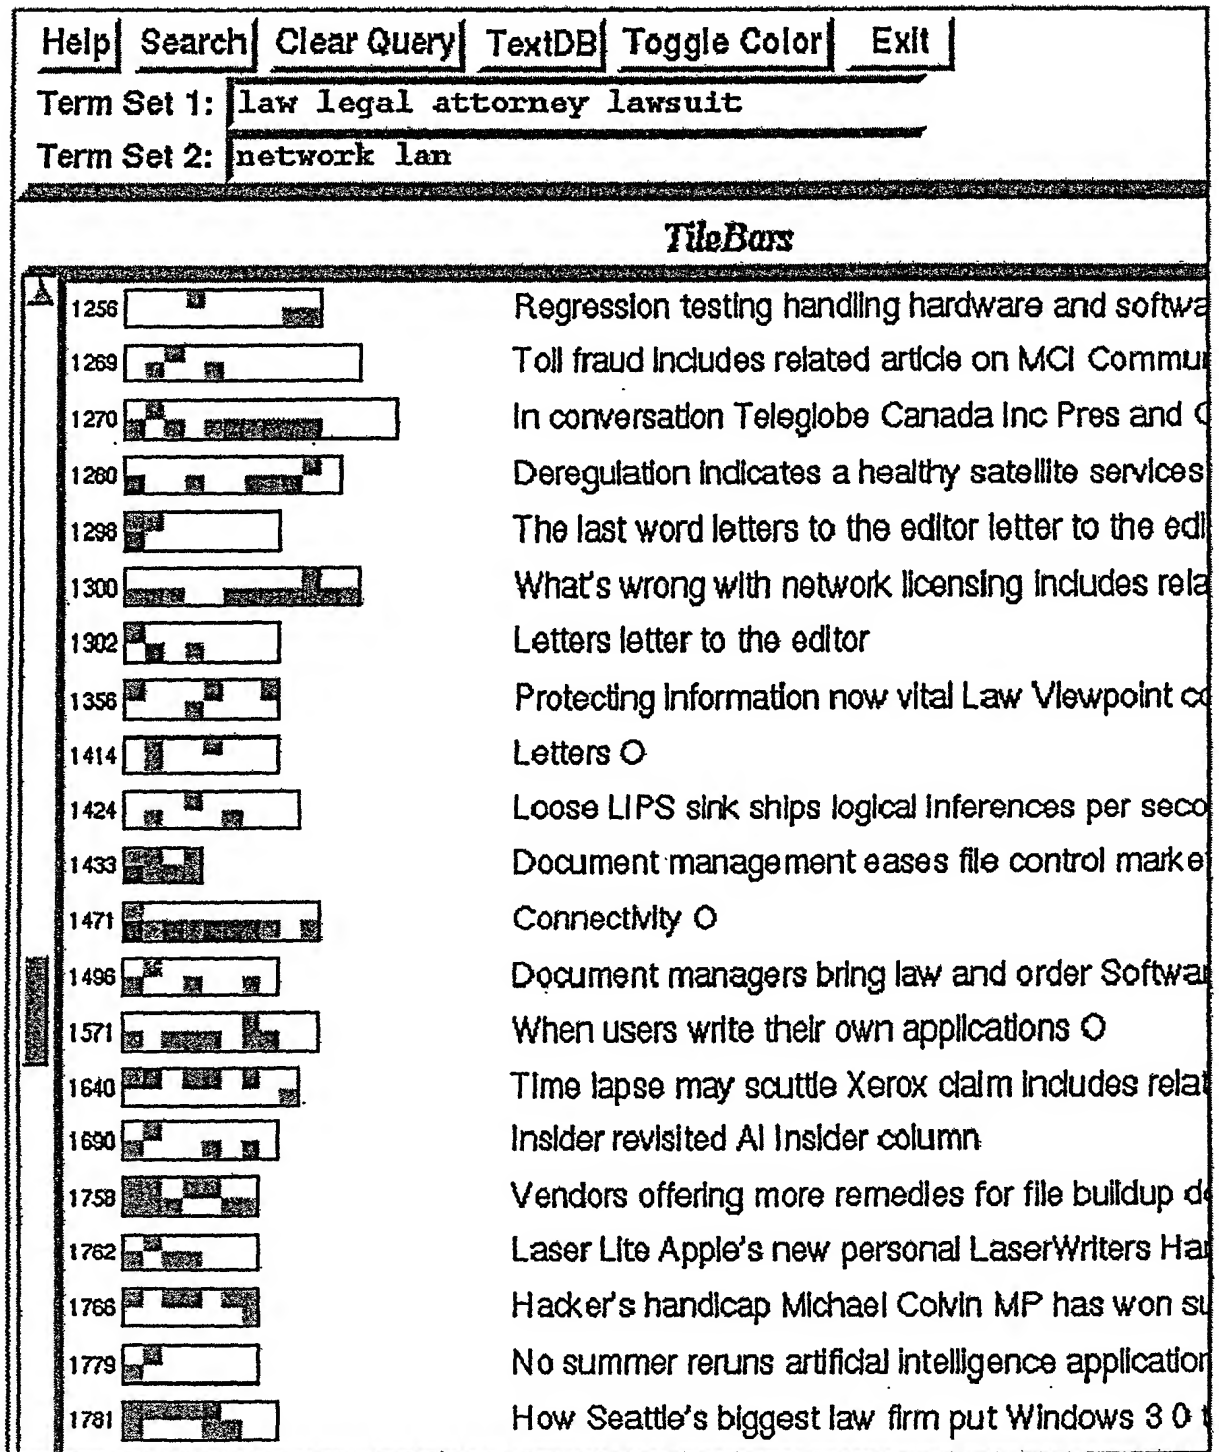 Help Search Clear Query TextDB Toggle Color Exit
Term Set 1: law legal attorney lawsuit
Term Set 2: network lan
TileBars
1256 Regression testing handling hardware and softwa
1269 Toll fraud includes related article on MCI Commu
1270 In conversation Teleglobe Canada Inc Pres and C
1280 Deregulation indicates a healthy satellite services
1298 The last word letters to the editor letter to the edi
1300 What's wrong with network licensing includes rela
1302 Letters letter to the editor
1356 Protecting information now vital Law Viewpoint co
1414 Letters O
1424 Loose LIPS sink ships logical inferences per seco
1433 Document management eases file control marke
1471 Connectivity O
1496 Document managers bring law and order Softwar
1571 When users write their own applications O
1640 Time lapse may scuttle Xerox claim includes relat
1690 Insider revisited AI Insider column
1758 Vendors offering more remedies for file buildup d
1762 Laser Lite Apple's new personal LaserWriters Har
1766 Hacker's handicap Michael Colvin MP has won su
1779 No summer reruns artificial intelligence application
1781 How Seattle's biggest law firm put Windows 3 0 t